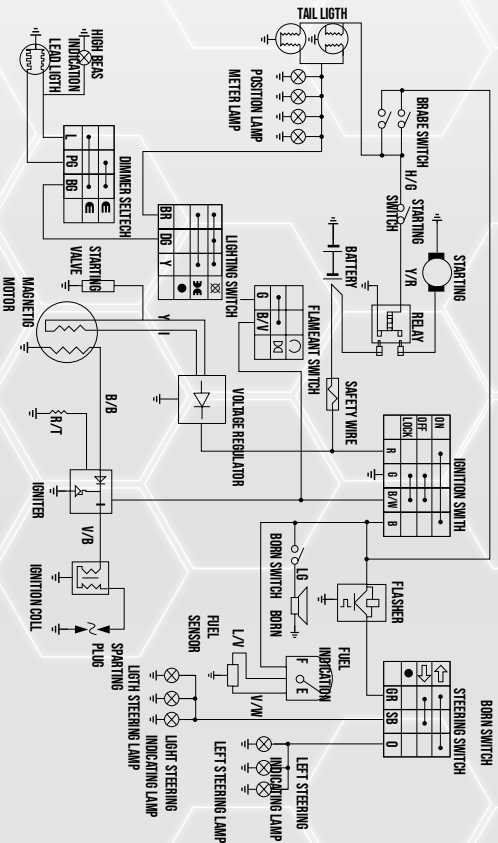 TAIL LIGTH
BRABE SWITCH
H/G
STARTING
SWITCH
STARTING
Y/R
RELAY
BATTERY
POSITION LAMP
METER LAMP
HIGH BEAS
INDICATION
LEAD LIGTH
DIMMER SELTECH
L
PG
BG
LIGHTING SWITCH
BR
DG
Y
STARTING
VALVE
FLAMEANT SWITCH
G
B/V
SAFETY WIRE
IGNITION SMITH
ON
OFF
LOCK
R
G
B/W
B
VOLTAGE REGULATOR
Y
I
MAGNETIG
MOTOR
B/B
R/T
IGNITER
I
V/B
IGNITION COLL
SPARTING
PLUG
BORN SWITCH
LG
BORN
FLASHER
FUEL
INDICATION
F
E
FUEL
SENSOR
L/V
V/W
BORN SWITCH
STEERING SWITCH
GR
SB
O
LIGTH STEERING LAMP
LIGHT STEERING
INDICATING LAMP
LEFT STEERING
INDICATING LAMP
LEFT STEERING LAMP